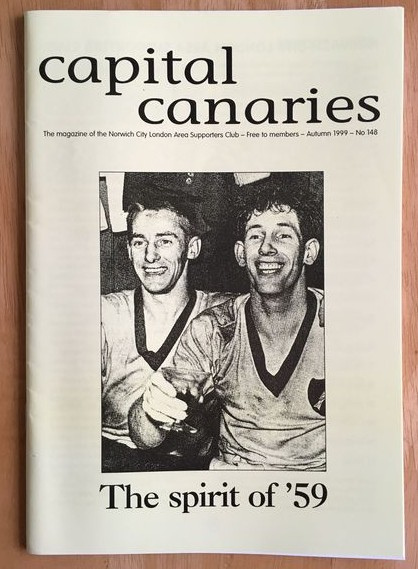 capital
canaries
The magazine of the Norwich City London Area Supporters Club – Free to members – Autumn 1999 – No 148
The spirit of ’59